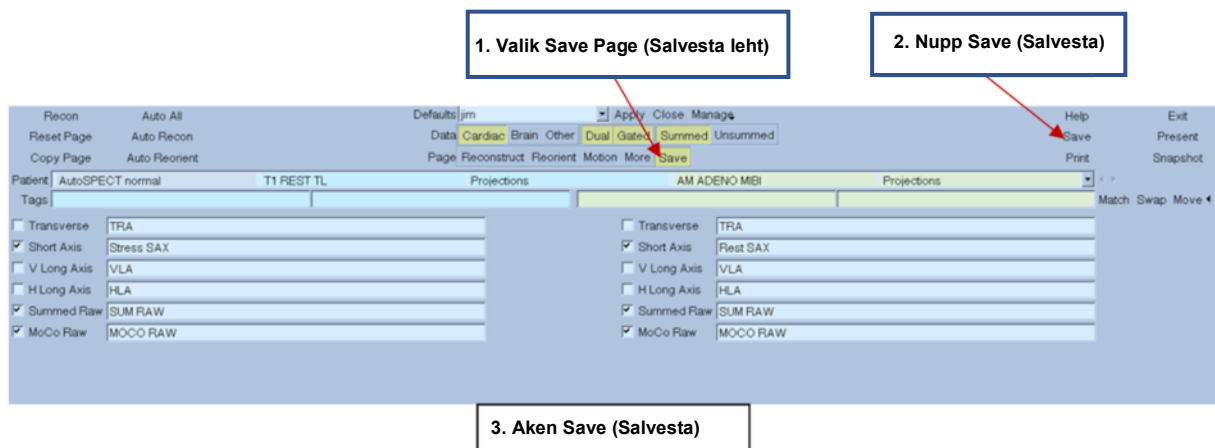 1. Valik Save Page (Salvesta leht)
2. Nupp Save (Salvesta)
Recon Auto All Defaults jim Apply Close Manage Help Exit
Reset Page Auto Recon Data Cardiac Brain Other Dual Gated Summed Unsummed Save Present
Copy Page Auto Reorient Page Reconstruct Reorient Motion More Save Print Snapshot
Patient AutoSPECT normal T1 REST TL Projections AM ADENO MIBI Projections
Tags Match Swap Move
Transverse TRA Transverse TRA
Short Axis Stress SAX Short Axis Rest SAX
V Long Axis VLA V Long Axis VLA
H Long Axis HLA H Long Axis HLA
Summed Raw SUM RAW Summed Raw SUM RAW
MoCo Raw MOCO RAW MoCo Raw MOCO RAW
3. Aken Save (Salvesta)